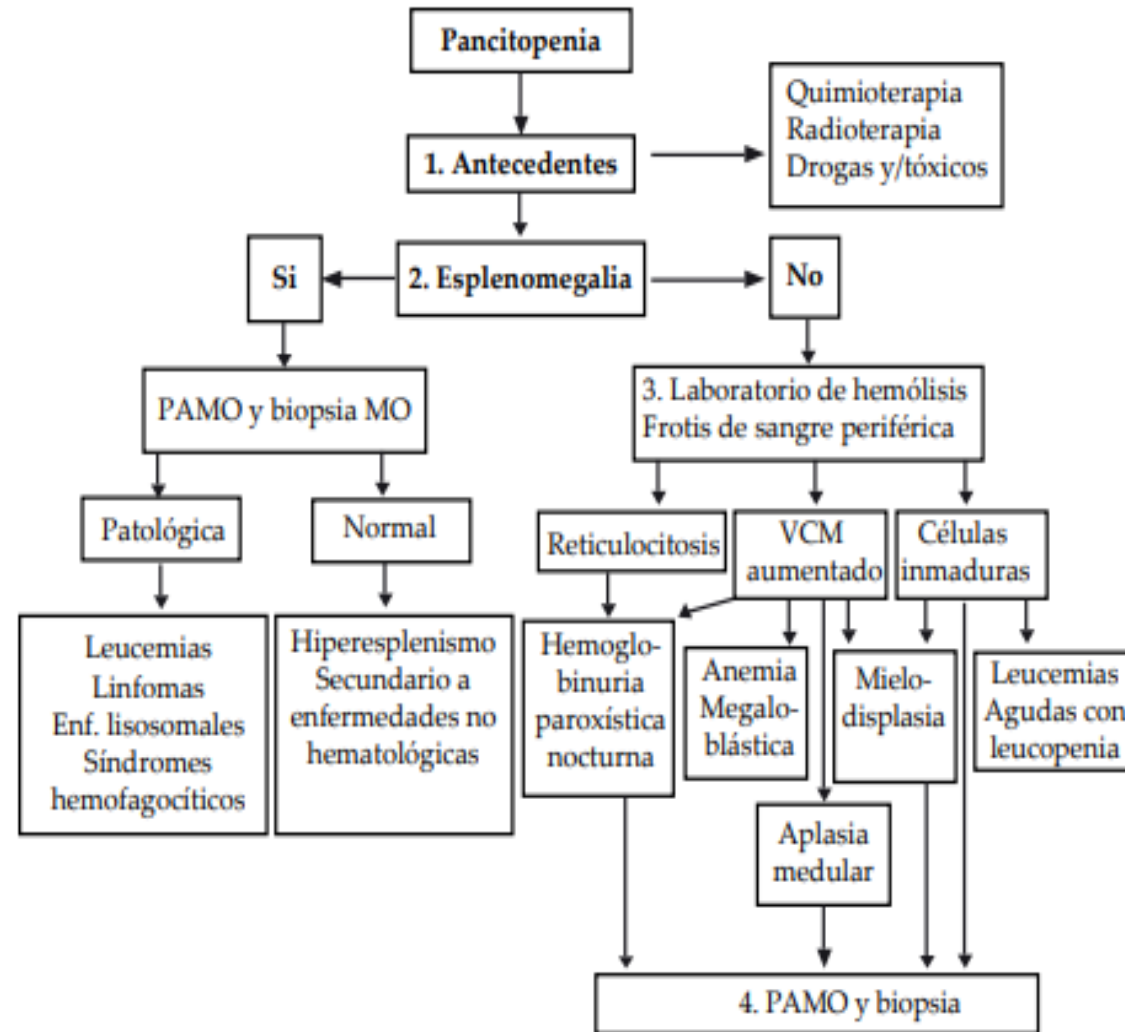 Pancitopenia
Quimioterapia
Radioterapia
Drogas y/tóxicos
1. Antecedentes
Si
2. Esplenomegalia
No
PAMO y biopsia MO
3. Laboratorio de hemólisis
Frotis de sangre periférica
Patológica
Normal
Reticulocitosis
VCM
aumentado
Células
inmaduras
Leucemias
Linfomas
Enf. lisosomales
Síndromes
hemofagocíticos
Hiperesplenismo
Secundario a
enfermedades no
hematológicas
Hemoglo-
binuria
paroxística
nocturna
Anemia
Megalo-
blástica
Mielo-
displasia
Leucemias
Agudas con
leucopenia
Aplasia
medular
4. PAMO y biopsia